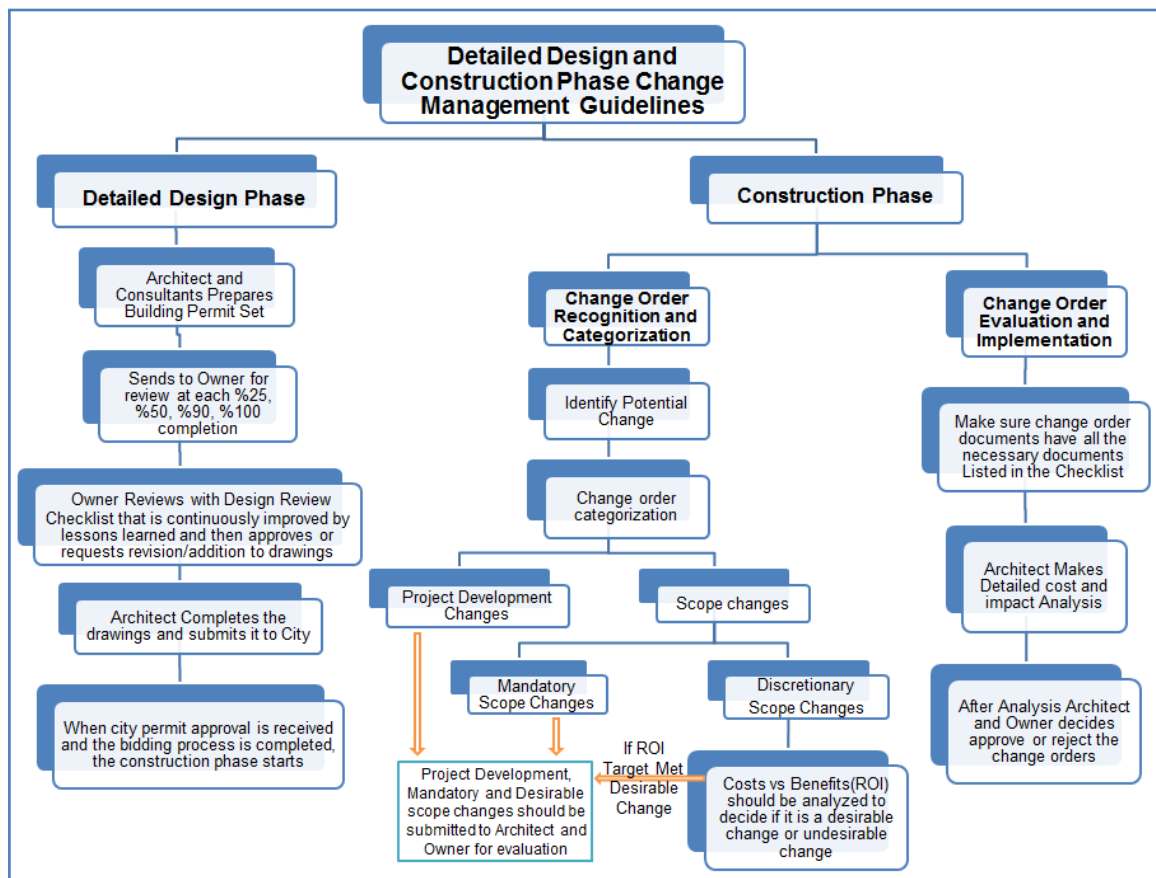 Detailed Design and
Construction Phase Change
Management Guidelines
Detailed Design Phase
Construction Phase
Architect and
Consultants Prepares
Building Permit Set
Sends to Owner for
review at each %25,
%50, %90, %100
completion
Owner Reviews with Design Review
Checklist that is continuously improved by
lessons learned and then approves or
requests revision/addition to drawings
Architect Completes the
drawings and submits it to City
When city permit approval is received
and the bidding process is completed,
the construction phase starts
Change Order
Recognition and
Categorization
Identify Potential
Change
Change order
categorization
Project Development
Changes
Scope changes
Mandatory
Scope Changes
Discretionary
Scope Changes
Project Development,
Mandatory and Desirable
scope changes should be
submitted to Architect and
Owner for evaluation
If ROI
Target Met
Desirable
Change
Costs vs Benefits(ROI)
should be analyzed to
decide if it is a desirable
change or undesirable
change
Change Order
Evaluation and
Implementation
Make sure change order
documents have all the
necessary documents
Listed in the Checklist
Architect Makes
Detailed cost and
impact Analysis
After Analysis Architect
and Owner decides
approve or reject the
change orders